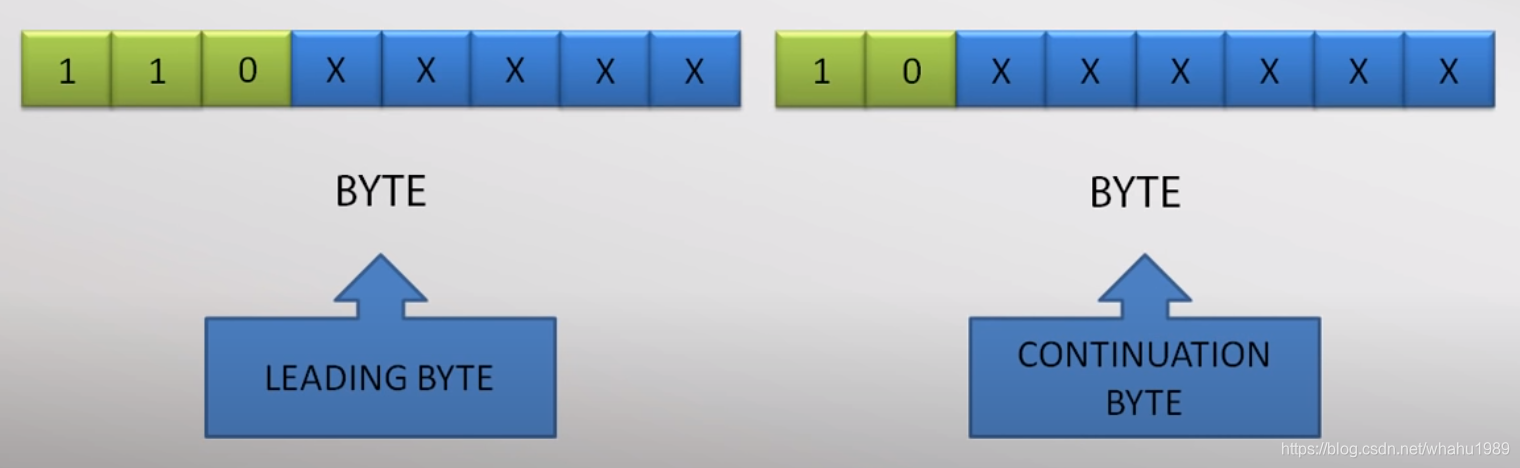 1 1 0 X X X X X 1 0 X X X X X X
BYTE BYTE
LEADING BYTE
CONTINUATION
BYTE
https://blog.csdn.net/whahu1989